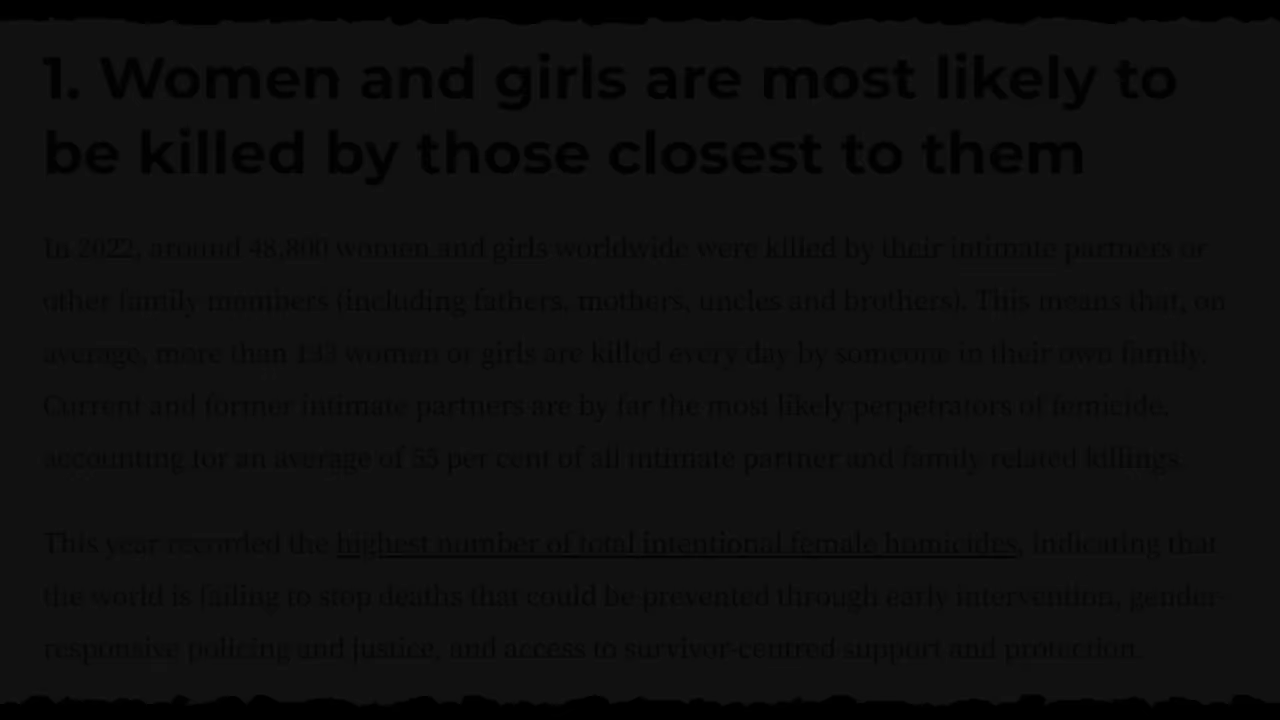 1. Women and girls are most likely to
be killed by those closest to them
In 2022, around 48,800 women and girls worldwide were killed by their intimate partners or
other family members (including fathers, mothers, uncles and brothers). This means that, on
average, more than 133 women or girls are killed every day by someone in their own family.
Current and former intimate partners are by far the most likely perpetrators of femicide,
accounting for an average of 55 per cent of all intimate partner and family related killings.
This year recorded the highest number of total intentional female homicides, indicating that
the world is failing to stop deaths that could be prevented through early intervention, gender-
responsive policing and justice, and access to survivor-centred support and protection.